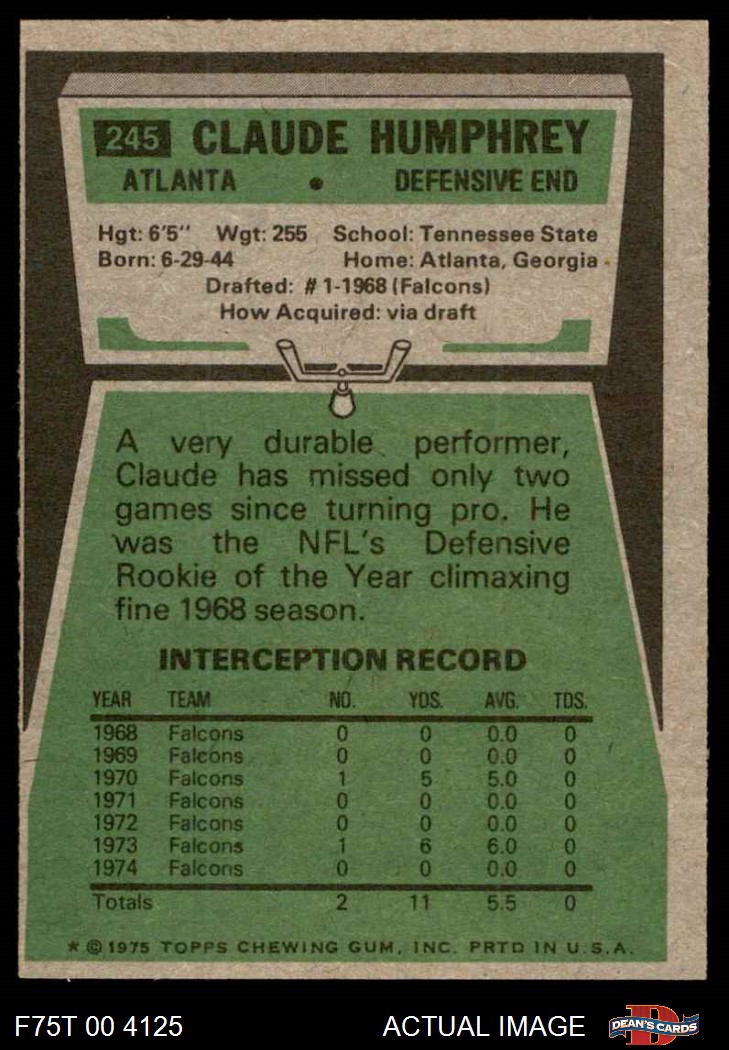 245 CLAUDE HUMPHREY
ATLANTA • DEFENSIVE END
Hgt: 6'5" Wgt: 255 School: Tennessee State
Born: 6-29-44 Home: Atlanta, Georgia
Drafted: #1-1968 (Falcons)
How Acquired: via draft
A very durable performer,
Claude has missed only two
games since turning pro. He
was the NFL's Defensive
Rookie of the Year climaxing
fine 1968 season.
INTERCEPTION RECORD
YEAR TEAM NO. YDS. AVG. TDS.
1968 Falcons 0 0 0.0 0
1969 Falcons 0 0 0.0 0
1970 Falcons 1 5 5.0 0
1971 Falcons 0 0 0.0 0
1972 Falcons 0 0 0.0 0
1973 Falcons 1 6 6.0 0
1974 Falcons 0 0 0.0 0
Totals 2 11 5.5 0
* © 1975 TOPPS CHEWING GUM, INC. PRTD IN U.S.A.
F75T 00 4125 ACTUAL IMAGE D DEAN'S CARDS